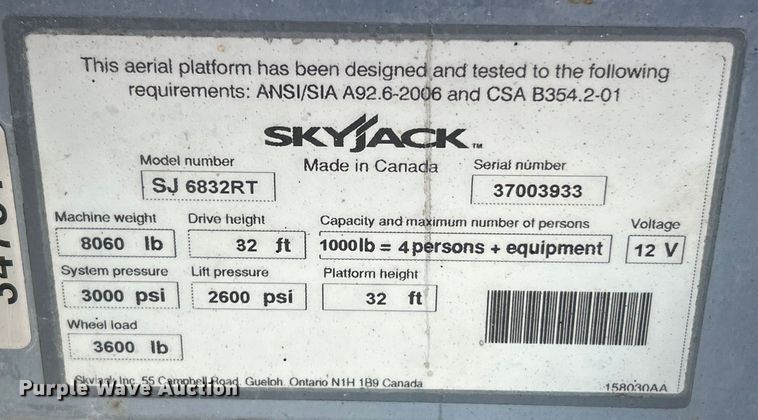 This aerial platform has been designed and tested to the following
requirements: ANSI/SIA A92.6-2006 and CSA B354.2-01
SKYJACK™
Model number
Made in Canada
Serial number
SJ 6832RT
37003933
Machine weight
Drive height
Capacity and maximum number of persons
Voltage
8060 lb
32 ft
1000lb = 4 persons + equipment
12 V
System pressure
Lift pressure
Platform height
3000 psi
2600 psi
32 ft
Wheel load
3600 lb
Skyjack Inc. 55 Campbell Road, Guelph, Ontario N1H 1B9 Canada
158030AA
Purple Wave Auction